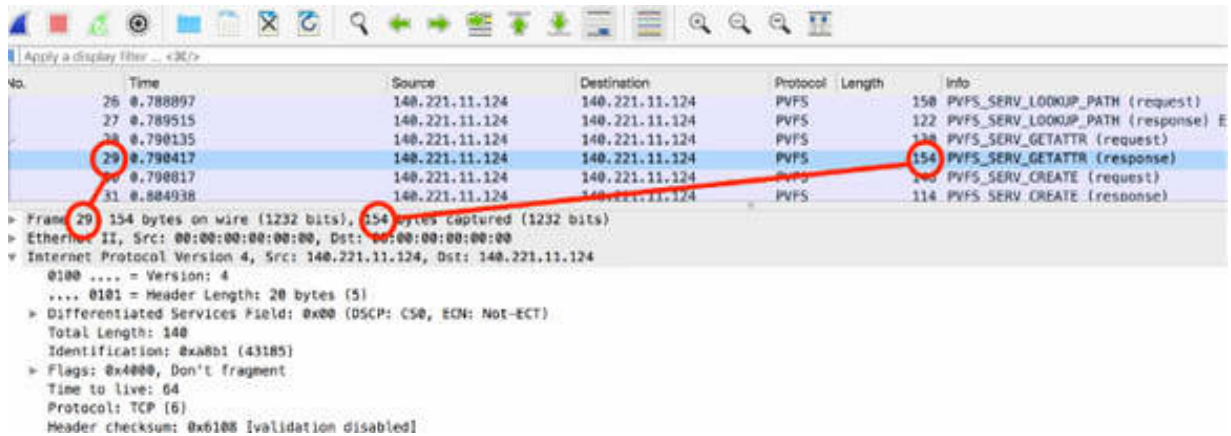 Apply a display filter ... <⌘/>
No. Time Source Destination Protocol Length Info
26 0.788897 140.221.11.124 140.221.11.124 PVFS 150 PVFS_SERV_LOOKUP_PATH (request)
27 0.789515 140.221.11.124 140.221.11.124 PVFS 122 PVFS_SERV_LOOKUP_PATH (response) E
28 0.790135 140.221.11.124 140.221.11.124 PVFS PVFS_SERV_GETATTR (request)
29 0.790417 140.221.11.124 140.221.11.124 PVFS 154 PVFS_SERV_GETATTR (response)
0.790817 140.221.11.124 140.221.11.124 PVFS PVFS_SERV_CREATE (request)
31 0.804938 140.221.11.124 140.221.11.124 PVFS 114 PVFS_SERV_CREATE (response)
Frame 29 154 bytes on wire (1232 bits), 154 bytes captured (1232 bits)
Ethernet II, Src: 00:00:00:00:00:00, Dst: 00:00:00:00:00:00
Internet Protocol Version 4, Src: 140.221.11.124, Dst: 140.221.11.124
0100 .... = Version: 4
.... 0101 = Header Length: 20 bytes (5)
Differentiated Services Field: 0x00 (DSCP: CS0, ECN: Not-ECT)
Total Length: 140
Identification: 0xa8b1 (43185)
Flags: 0x4000, Don't fragment
Time to live: 64
Protocol: TCP (6)
Header checksum: 0x6108 [validation disabled]